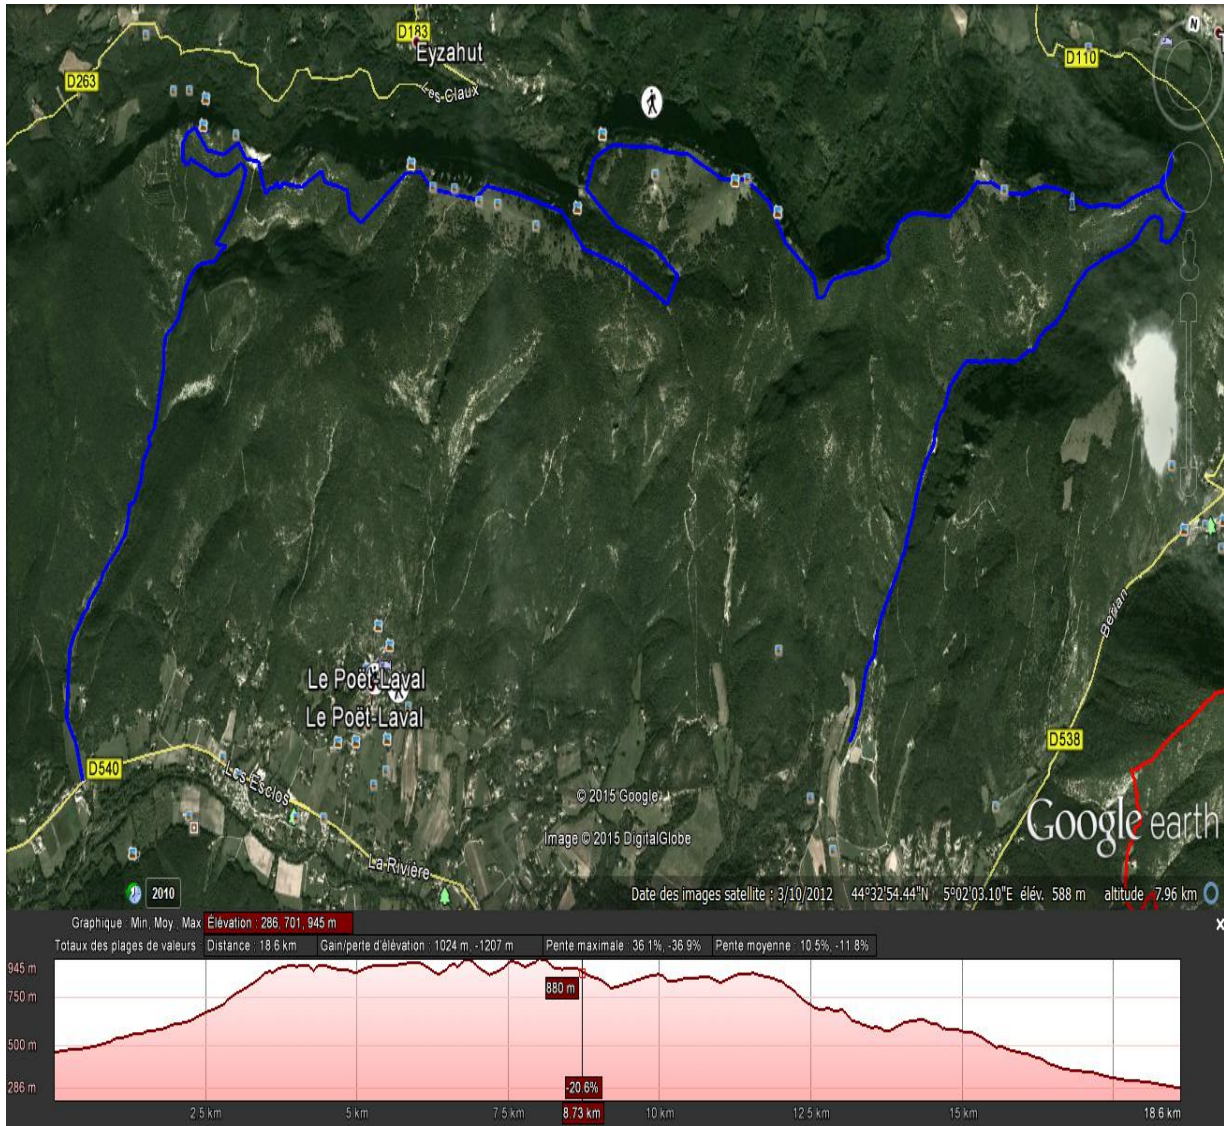 D183
Eyzahut
D263
Les Claux
D110
N
Le Poët-Laval
Le Poët-Laval
D540
Les Esclos
La Rivière
D538
© 2015 Google
Image © 2015 DigitalGlobe
Google earth
2010
Date des images satellite : 3/10/2012 44°32'54.44"N 5°02'03.10"E élév. 588 m altitude 7.96 km
Graphique : Min, Moy., Max Élévation : 286, 701, 945 m
x
Totaux des plages de valeurs : Distance : 18.6 km Gain/perte d'élévation : 1024 m, -1207 m Pente maximale : 36.1%, -36.9% Pente moyenne : 10.5%, -11.8%
945 m
750 m
500 m
286 m
880 m
-20.6%
2.5 km 5 km 7.5 km 8.73 km 10 km 12.5 km 15 km 18.6 km